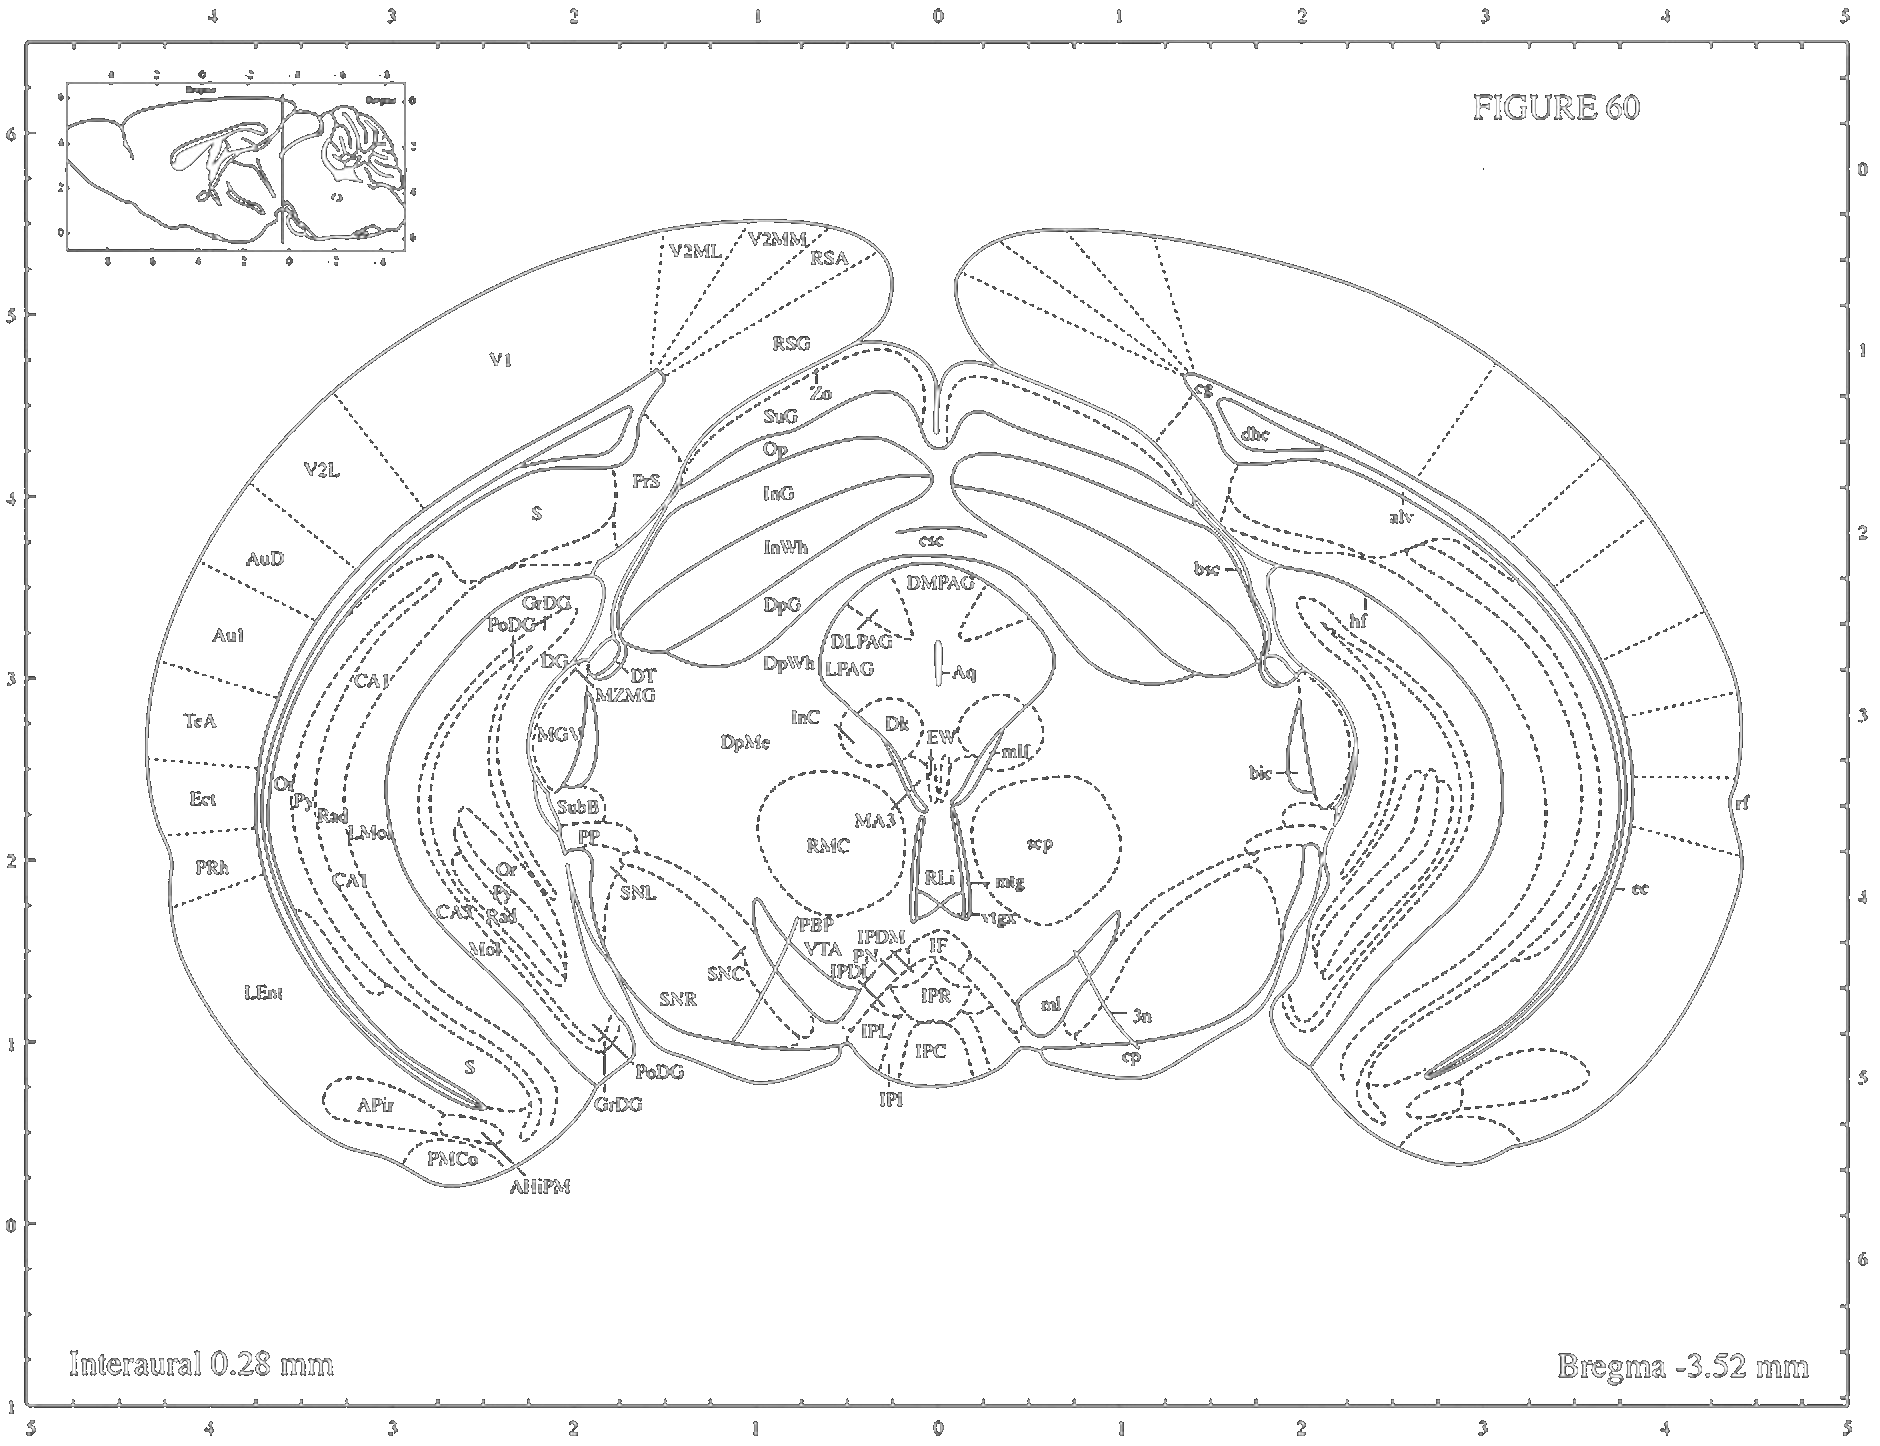 4 3 2 1 0 1 2 3 4 5
FIGURE 60
Bregma
Bregma
6
0
V2ML
V2MM
RSA
5
V1
RSG
1
Zo
cg
SuG
dhc
Op
V2L
PrS
4
InG
S
alv
csc
2
InWh
AuD
bsc
DMPAG
GrDG
DpG
PoDG
hf
Au1
DLPAG
DG
DpWh
LPAG
DT
Aq
3
CA1
MZMG
TeA
InC
Dk
3
MGV
DpMe
EW
mlf
bic
Or
Ect
Py
SubB
rf
Rad
MA3
LMol
PP
RMC
scp
2
PRh
Or
CA1
RLi
mtg
ec
SNL
Py
4
CA3
Rad
vtgx
PBP
IPDM
Mol
VTA
IF
PN
SNC
IPDL
LEnt
SNR
IPR
ml
3n
IPL
1
IPC
cp
S
PoDG
5
APir
GrDG
IPI
PMCo
AHiPM
0
6
Interaural 0.28 mm
Bregma -3.52 mm
1
5 4 3 2 1 0 1 2 3 4 5